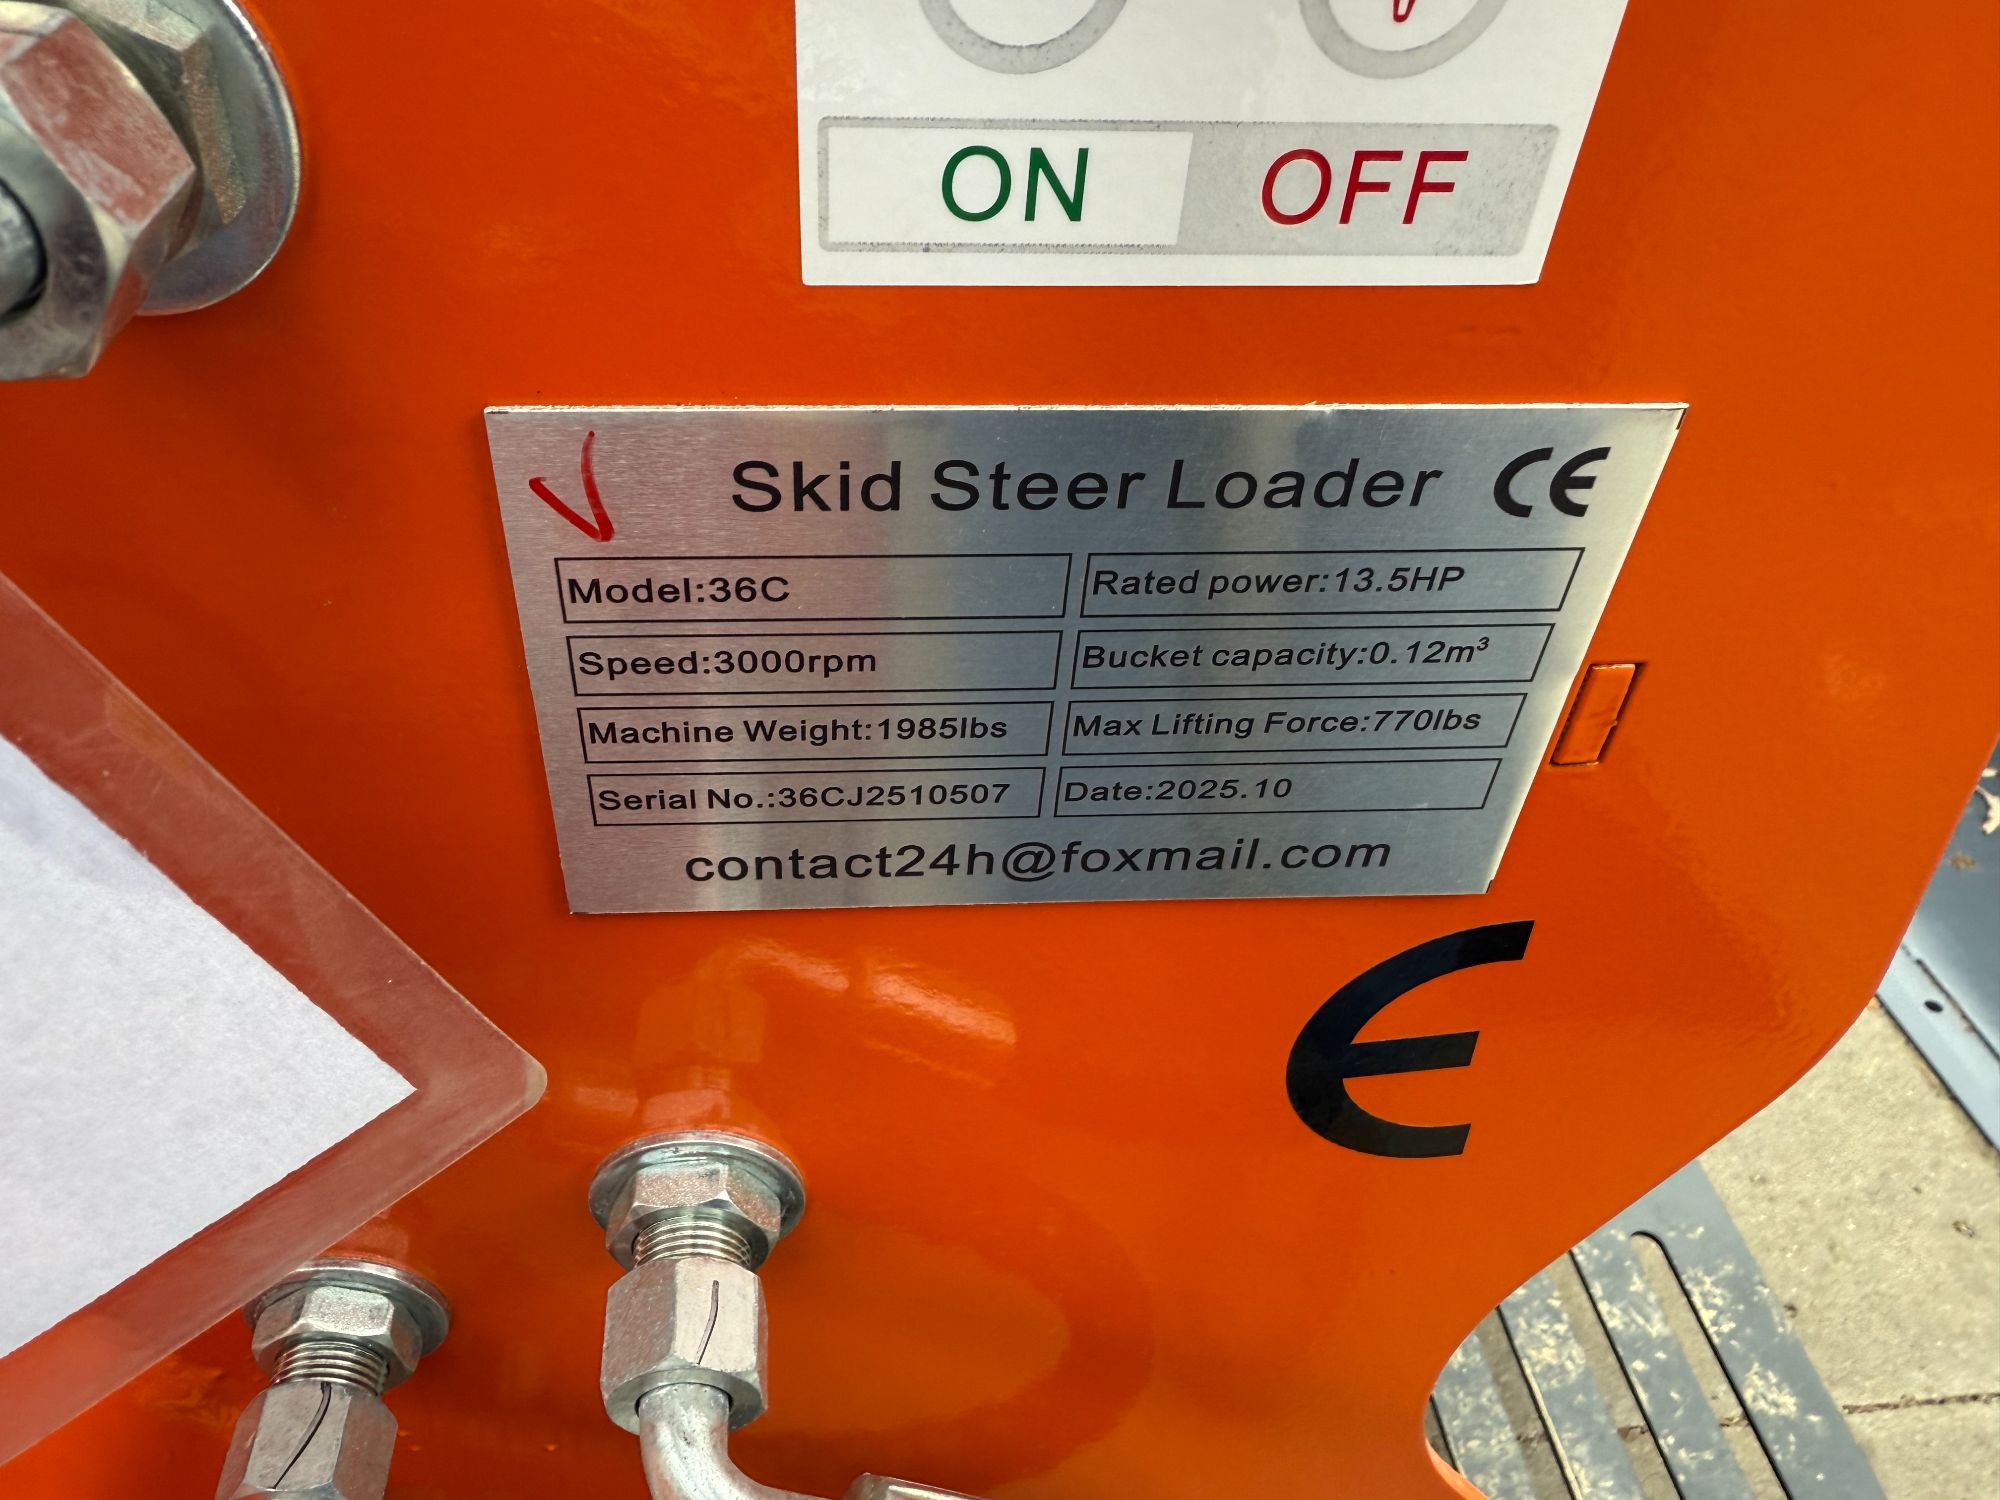 ON OFF
Skid Steer Loader CE
Model:36C Rated power:13.5HP
Speed:3000rpm Bucket capacity:0.12m³
Machine Weight:1985lbs Max Lifting Force:770lbs
Serial No.:36CJ2510507 Date:2025.10
contact24h@foxmail.com
E